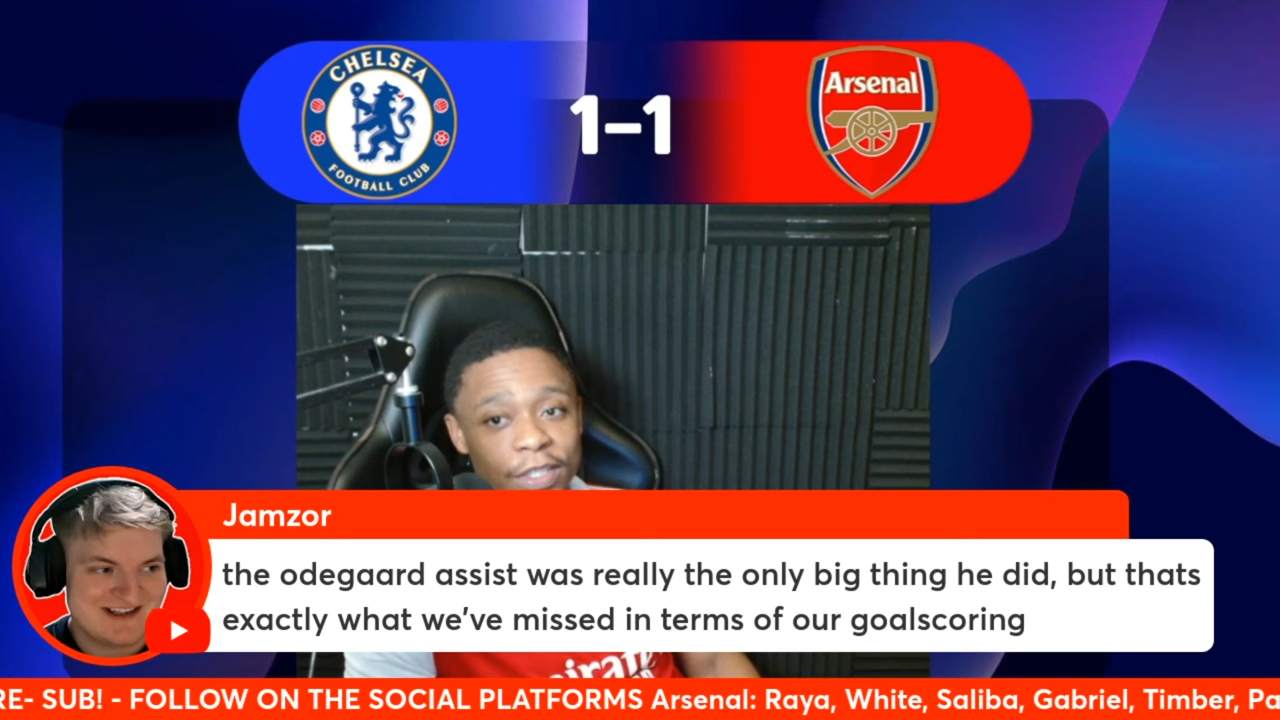 CHELSEA
FOOTBALL CLUB
1-1
Arsenal
Jamzor
the odegaard assist was really the only big thing he did, but thats
exactly what we've missed in terms of our goalscoring
RE- SUB! - FOLLOW ON THE SOCIAL PLATFORMS Arsenal: Raya, White, Saliba, Gabriel, Timber, Pa